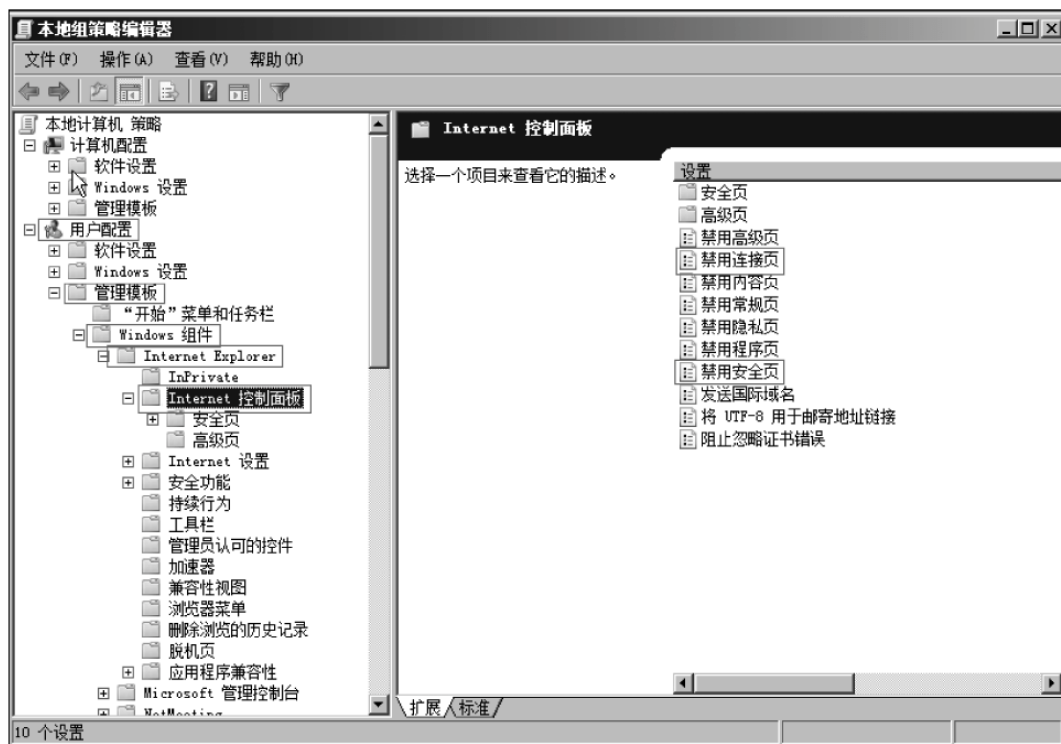 本地组策略编辑器
文件(F) 操作(A) 查看(V) 帮助(H)
本地计算机 策略
计算机配置
软件设置
Windows 设置
管理模板
用户配置
软件设置
Windows 设置
管理模板
“开始”菜单和任务栏
Windows 组件
Internet Explorer
InPrivate
Internet 控制面板
安全页
高级页
Internet 设置
安全功能
持续行为
工具栏
管理员认可的控件
加速器
兼容性视图
浏览器菜单
删除浏览的历史记录
脱机页
应用程序兼容性
Microsoft 管理控制台
NetMeeting
Internet 控制面板
选择一个项目来查看它的描述。
设置
安全页
高级页
禁用高级页
禁用连接页
禁用内容页
禁用常规页
禁用隐私页
禁用程序页
禁用安全页
发送国际域名
将 UTF-8 用于邮寄地址链接
阻止忽略证书错误
扩展 标准
10 个设置